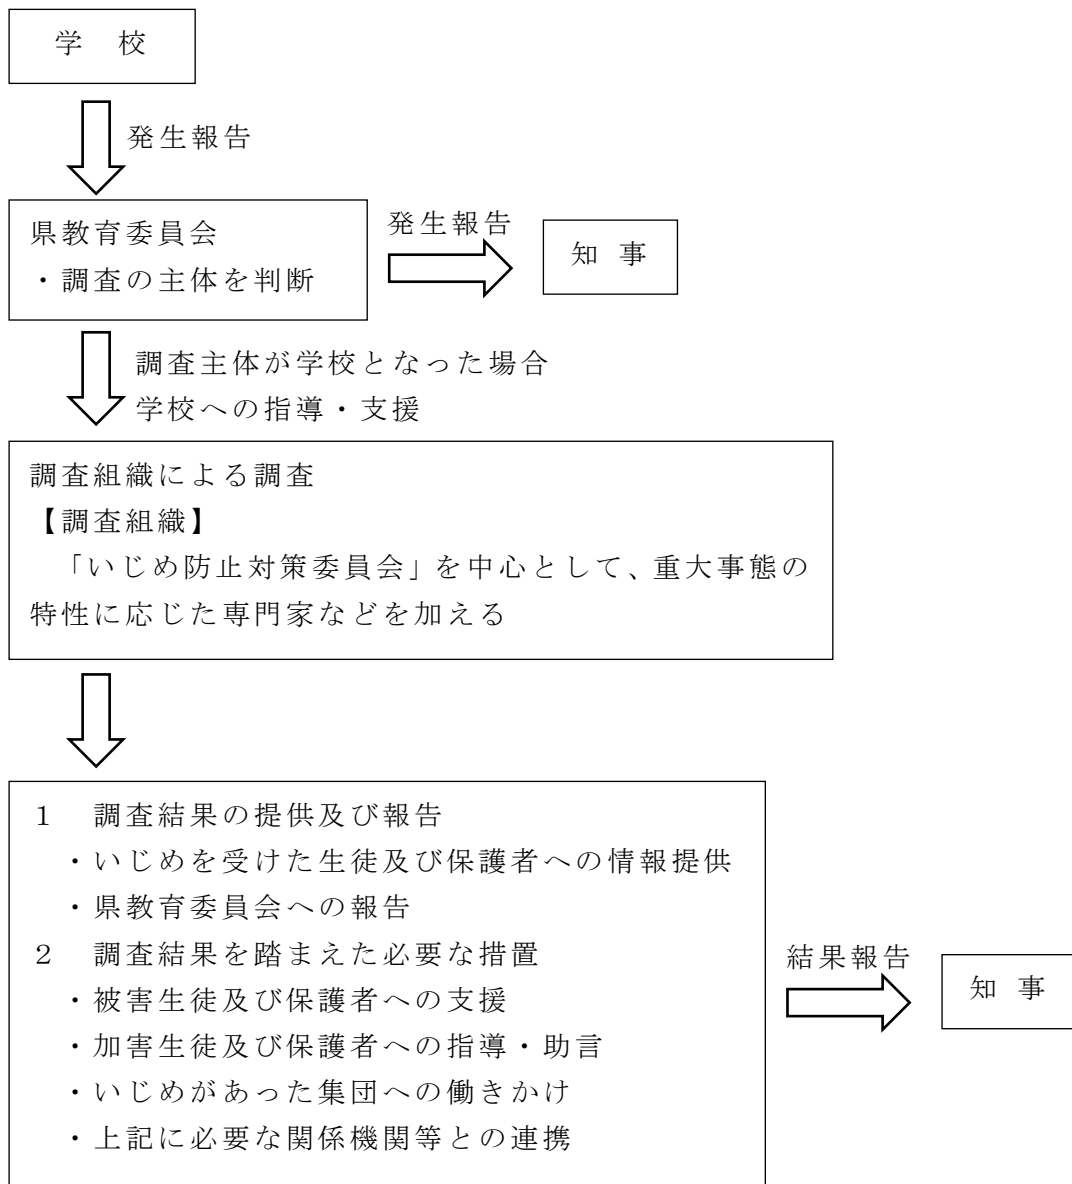 学 校
発生報告
県教育委員会
・調査の主体を判断
発生報告
知 事
調査主体が学校となった場合
学校への指導・支援
調査組織による調査
【調査組織】
「いじめ防止対策委員会」を中心として、重大事態の
特性に応じた専門家などを加える
1 調査結果の提供及び報告
・いじめを受けた生徒及び保護者への情報提供
・県教育委員会への報告
2 調査結果を踏まえた必要な措置
・被害生徒及び保護者への支援
・加害生徒及び保護者への指導・助言
・いじめがあった集団への働きかけ
・上記に必要な関係機関等との連携
結果報告
知 事